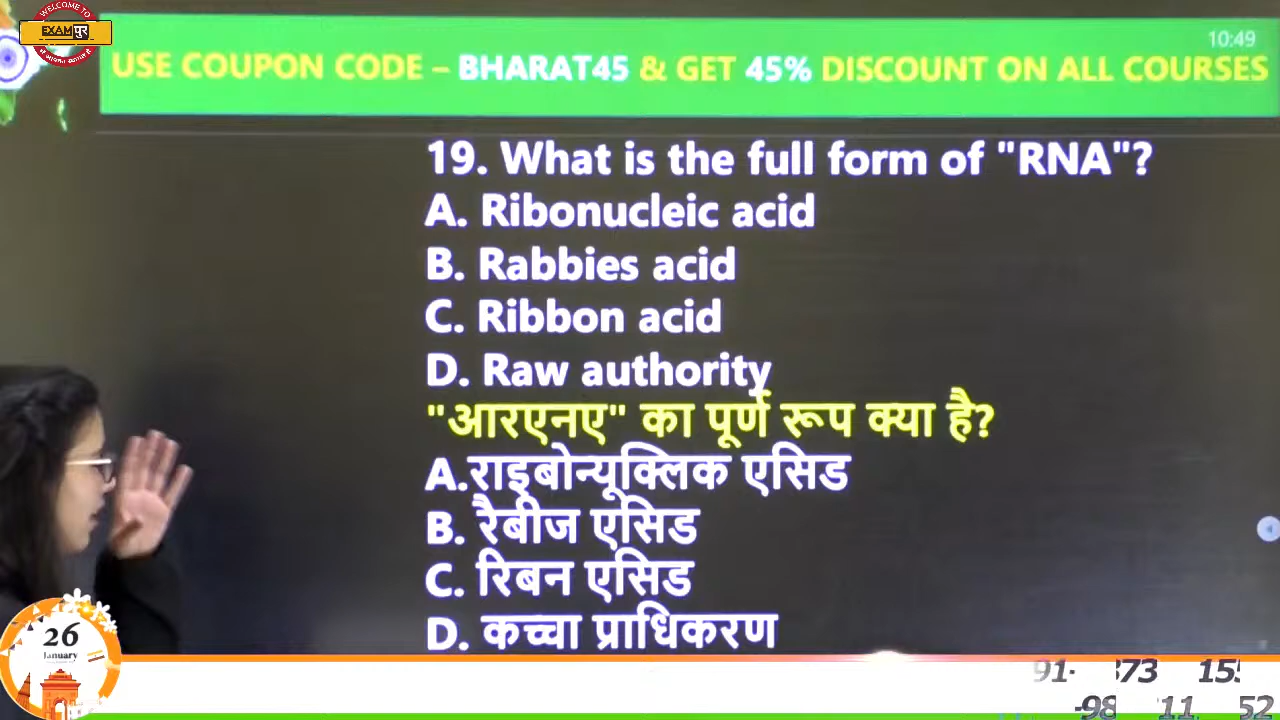 WELCOME TO
EXAMपुर
10:49
USE COUPON CODE – BHARAT45 & GET 45% DISCOUNT ON ALL COURSES
19. What is the full form of "RNA"?
A. Ribonucleic acid
B. Rabbies acid
C. Ribbon acid
D. Raw authority
"आरएनए" का पूर्ण रूप क्या है?
A.राइबोन्यूक्लिक एसिड
B. रैबीज एसिड
C. रिबन एसिड
D. कच्चा प्राधिकरण
26
January